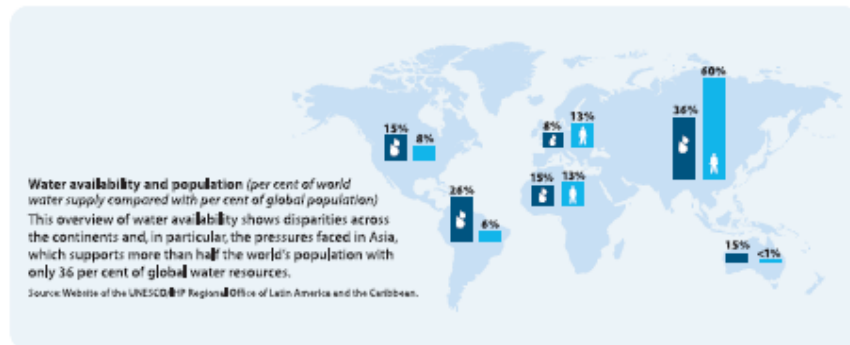 60%
36%
13%
8%
15%
8%
15%
13%
26%
6%
15%
<1%
Water availability and population (per cent of world
water supply compared with per cent of global population)
This overview of water availability shows disparities across
the continents and, in particular, the pressures faced in Asia,
which supports more than half the world's population with
only 36 per cent of global water resources.
Source: Website of the UNESCO/IHP Regional Office of Latin America and the Caribbean.